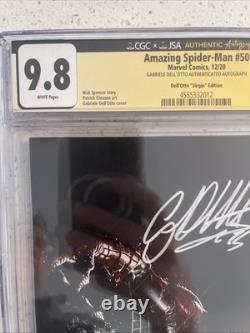 CGC × JSA AUTHENTIC Autograph
9.8
WHITE Pages
Amazing Spider-Man #50
Marvel Comics, 12/20
GABRIELE DELL'OTTO AUTHENTICATED AUTOGRAPH
Nick Spencer story
Patrick Gleason art
Gabriele Dell'Otto cover
Dell'Otto "Virgin" Edition
4555332012